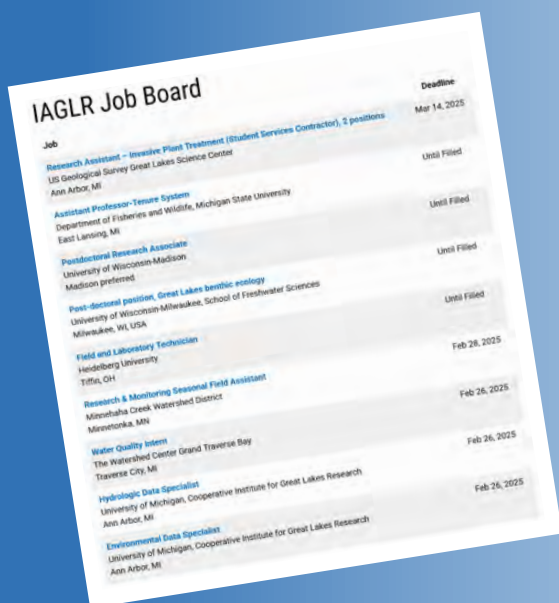 IAGLR Job Board
Job Deadline
Research Assistant – Invasive Plant Treatment (Student Services Contractor), 2 positions Mar 14, 2025
US Geological Survey Great Lakes Science Center
Ann Arbor, MI
Assistant Professor-Tenure System Until Filled
Department of Fisheries and Wildlife, Michigan State University
East Lansing, MI
Postdoctoral Research Associate Until Filled
University of Wisconsin-Madison
Madison preferred
Post-doctoral position, Great Lakes benthic ecology Until Filled
University of Wisconsin-Milwaukee, School of Freshwater Sciences
Milwaukee, WI, USA
Field and Laboratory Technician Until Filled
Heidelberg University
Tiffin, OH
Research & Monitoring Seasonal Field Assistant Feb 28, 2025
Minnehaha Creek Watershed District
Minnetonka, MN
Water Quality Intern Feb 26, 2025
The Watershed Center Grand Traverse Bay
Traverse City, MI
Hydrologic Data Specialist Feb 26, 2025
University of Michigan, Cooperative Institute for Great Lakes Research
Ann Arbor, MI
Environmental Data Specialist Feb 26, 2025
University of Michigan, Cooperative Institute for Great Lakes Research
Ann Arbor, MI